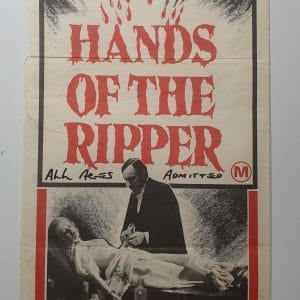 HANDS
OF THE
RIPPER
ALL AGES ADMITTED
M